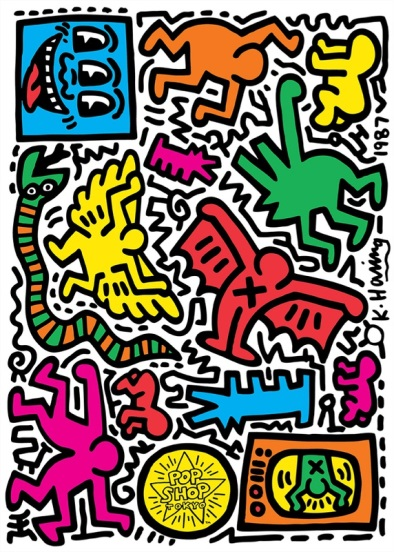 1987
K. Haring
POP
SHOP
TOKYO